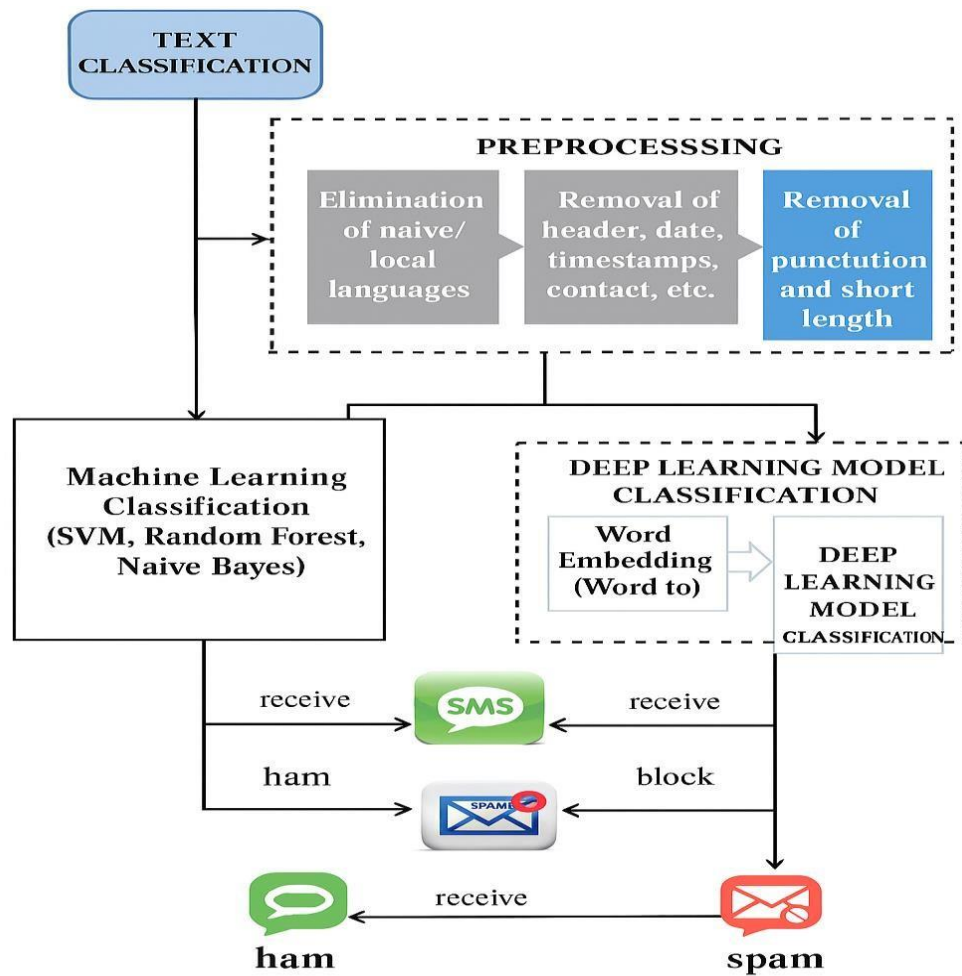 TEXT
CLASSIFICATION
PREPROCESSSING
Elimination
of naive/
local
languages
Removal of
header, date,
timestamps,
contact, etc.
Removal
of
punctution
and short
length
Machine Learning
Classification
(SVM, Random Forest,
Naive Bayes)
DEEP LEARNING MODEL
CLASSIFICATION
Word
Embedding
(Word to)
DEEP
LEARNING
MODEL
CLASSIFICATION
receive
SMS
receive
ham
SPAME
block
receive
ham
spam